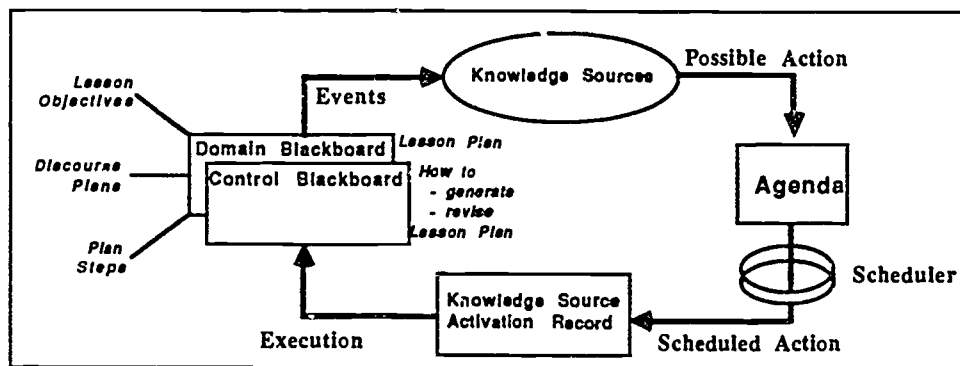 Possible Action
Knowledge Sources
Lesson
Objectives
Events
Domain Blackboard
Lesson Plan
Discourse
Plans
Control Blackboard
How to
- generate
- revise
Lesson Plan
Agenda
Plan
Steps
Scheduler
Knowledge Source
Activation Record
Execution
Scheduled Action